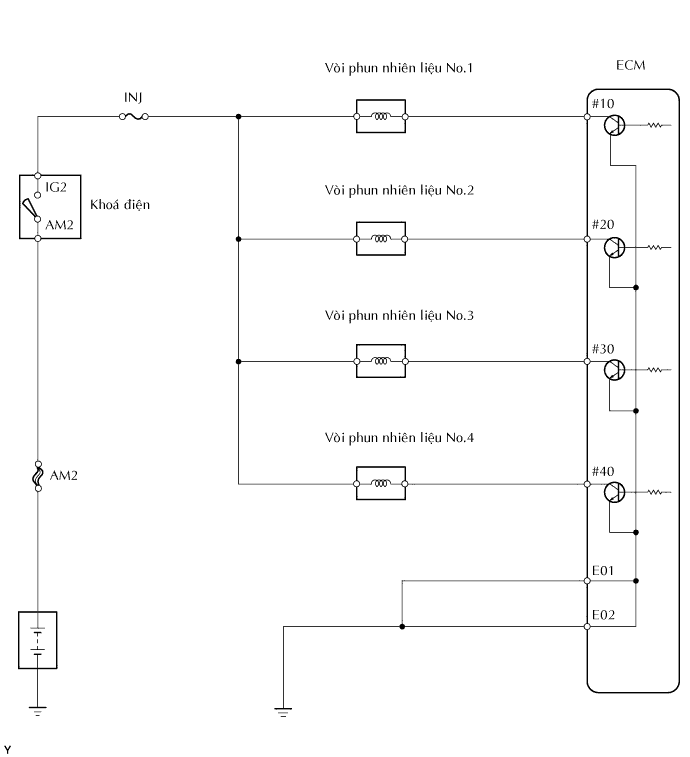 Vòi phun nhiên liệu No.1
ECM
INJ
#10
IG2
Vòi phun nhiên liệu No.2
Khoá điện
AM2
#20
Vòi phun nhiên liệu No.3
#30
Vòi phun nhiên liệu No.4
AM2
#40
E01
E02
Y